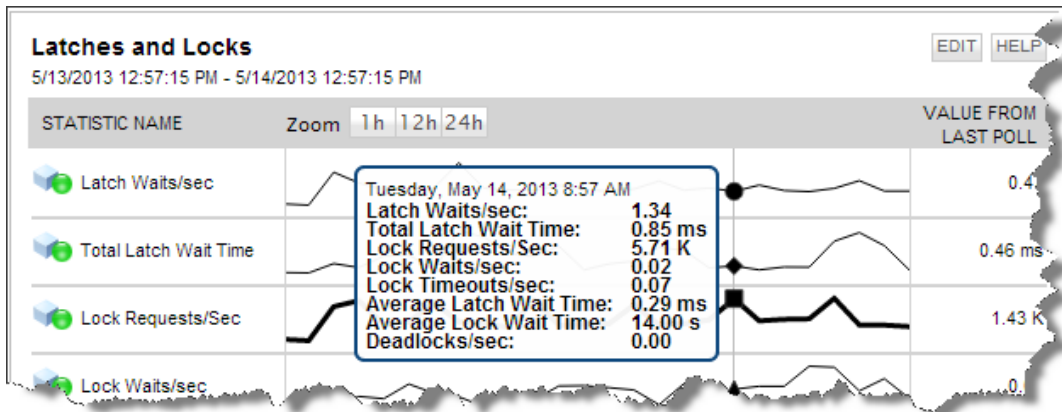 Latches and Locks
EDIT HELP
5/13/2013 12:57:15 PM - 5/14/2013 12:57:15 PM
STATISTIC NAME
Zoom 1h 12h 24h
VALUE FROM
LAST POLL
Latch Waits/sec
Tuesday, May 14, 2013 8:57 AM
Latch Waits/sec: 1.34
Total Latch Wait Time: 0.85 ms
Lock Requests/Sec: 5.71 K
Lock Waits/sec: 0.02
Lock Timeouts/sec: 0.07
Average Latch Wait Time: 0.29 ms
Average Lock Wait Time: 14.00 s
Deadlocks/sec: 0.00
Total Latch Wait Time
0.46 ms
Lock Requests/Sec
1.43 K
Lock Waits/sec